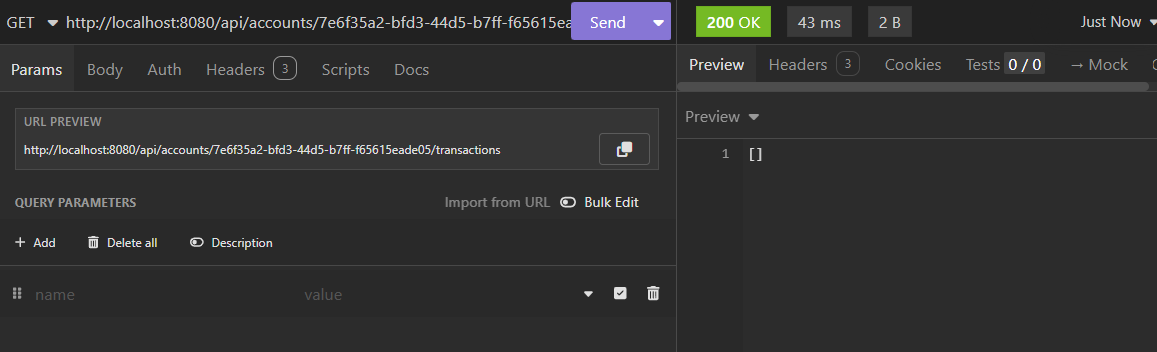 GET http://localhost:8080/api/accounts/7e6f35a2-bfd3-44d5-b7ff-f65615ea Send
200 OK 43 ms 2 B Just Now
Params Body Auth Headers 3 Scripts Docs
Preview Headers 3 Cookies Tests 0 / 0 → Mock
URL PREVIEW
http://localhost:8080/api/accounts/7e6f35a2-bfd3-44d5-b7ff-f65615eade05/transactions
QUERY PARAMETERS Import from URL Bulk Edit
+ Add Delete all Description
name value
Preview
1 []